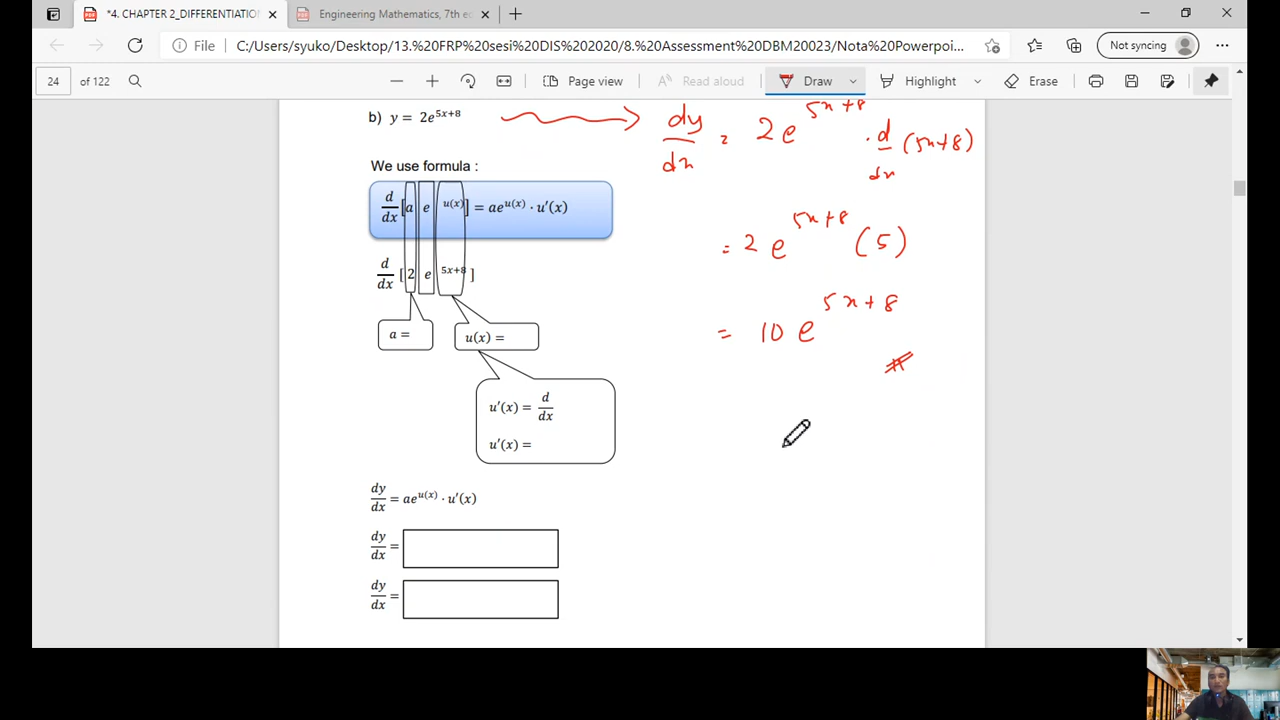 *4. CHAPTER 2_DIFFERENTIATIO
Engineering Mathematics, 7th ed
File
C:/Users/syuko/Desktop/13.%20FRP%20sesi%20DIS%202020/8.%20Assessment%20DBM20023/Nota%20Powerpoi...
Not syncing
24 of 122
Page view
Read aloud
Draw
Highlight
Erase
b) y = 2e^{5x+8}
dy/dx = 2e^{5x+8} · d/dx (5x+8)
We use formula :
d/dx [a e^{u(x)}] = ae^{u(x)} · u′(x)
= 2 e^{5x+8} (5)
d/dx [ 2 e^{5x+8} ]
= 10 e^{5x+8}
a =
u(x) =
u′(x) = d/dx
u′(x) =
dy/dx = ae^{u(x)} · u′(x)
dy/dx =
dy/dx =